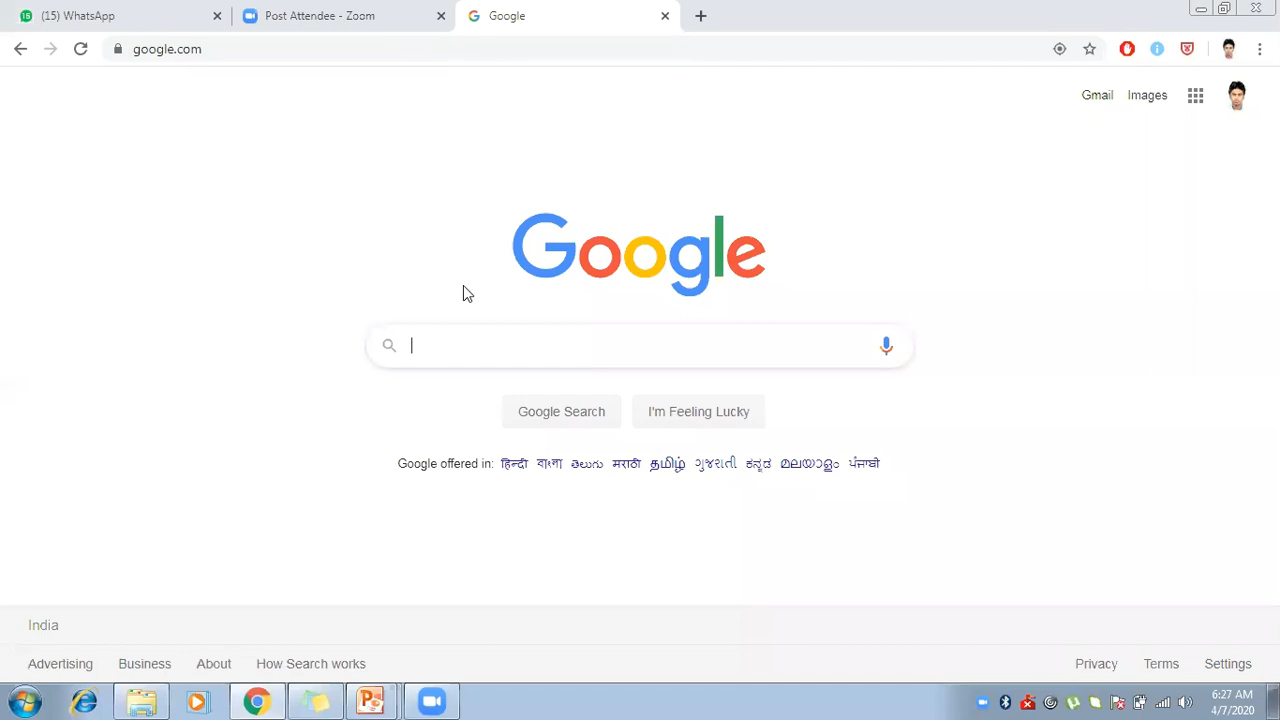 (15) WhatsApp
Post Attendee - Zoom
Google
google.com
Gmail
Images
Google
Google Search
I'm Feeling Lucky
Google offered in: हिन्दी বাংলা తెలుగు मराठी தமிழ் ગુજરાતી ಕನ್ನಡ മലയാളം ਪੰਜਾਬੀ
India
Advertising
Business
About
How Search works
Privacy
Terms
Settings
6:27 AM
4/7/2020